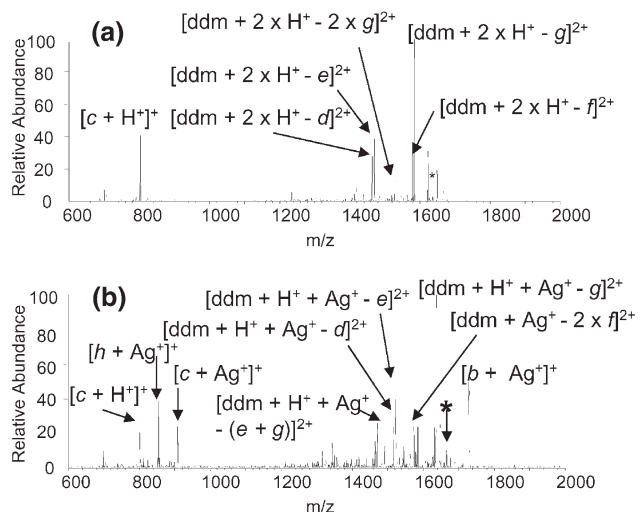 (a)
[ddm + 2 x H⁺ - 2 x g]²⁺
[ddm + 2 x H⁺ - g]²⁺
[ddm + 2 x H⁺ - e]²⁺
[c + H⁺]⁺
[ddm + 2 x H⁺ - d]²⁺
[ddm + 2 x H⁺ - f]²⁺
*
Relative Abundance
100
80
60
40
20
0
600 800 1000 1200 1400 1600 1800 2000
m/z
(b)
[ddm + H⁺ + Ag⁺ - e]²⁺
[ddm + H⁺ + Ag⁺ - g]²⁺
[ddm + H⁺ + Ag⁺ - d]²⁺
[ddm + Ag⁺ - 2 x f]²⁺
[h + Ag⁺]⁺
[c + H⁺]⁺
[c + Ag⁺]⁺
[b + Ag⁺]⁺
[ddm + H⁺ + Ag⁺
- (e + g)]²⁺
*
Relative Abundance
100
80
60
40
20
0
600 800 1000 1200 1400 1600 1800 2000
m/z